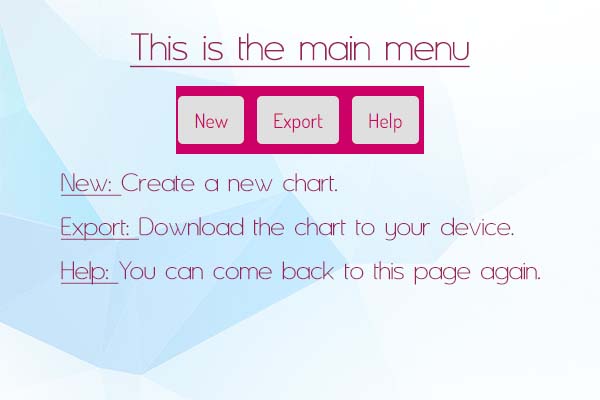 This is the main menu
New Export Help
New: Create a new chart.
Export: Download the chart to your device.
Help: You can come back to this page again.